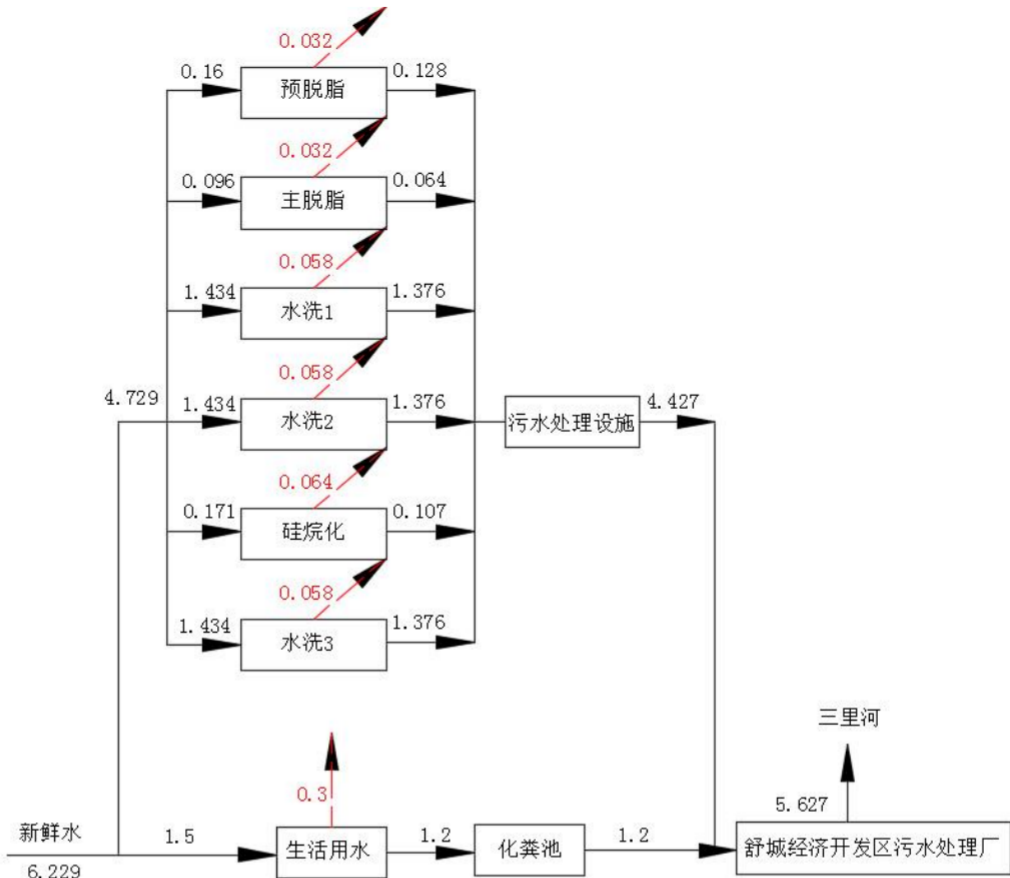 0.032
0.16
预脱脂
0.128
0.032
0.096
主脱脂
0.064
0.058
1.434
水洗1
1.376
0.058
4.729
1.434
水洗2
1.376
污水处理设施
4.427
0.064
0.171
硅烷化
0.107
0.058
1.434
水洗3
1.376
三里河
0.3
5.627
新鲜水
6.229
1.5
生活用水
1.2
化粪池
1.2
舒城经济开发区污水处理厂